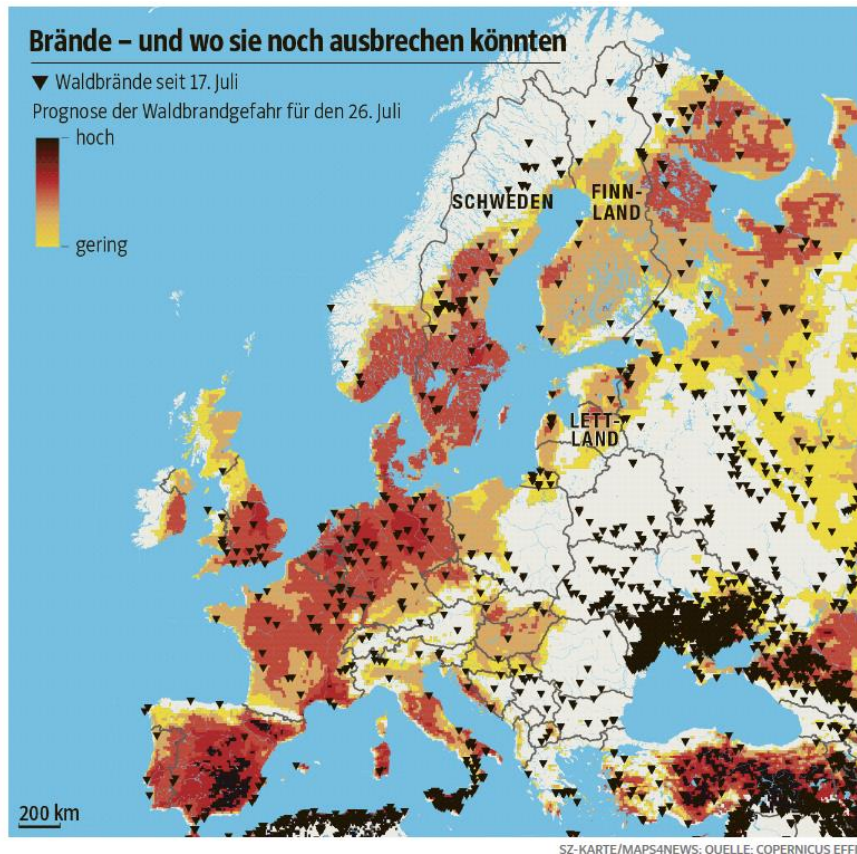 Brände – und wo sie noch ausbrechen könnten
Waldbrände seit 17. Juli
Prognose der Waldbrandgefahr für den 26. Juli
hoch
gering
SCHWEDEN
FINN-
LAND
LETT-
LAND
200 km
SZ-KARTE/MAPS4NEWS; QUELLE: COPERNICUS EFFI